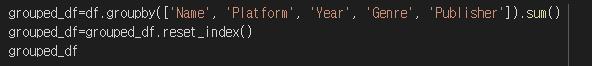 grouped_df=df.groupby(['Name', 'Platform', 'Year', 'Genre', 'Publisher']).sum()
grouped_df=grouped_df.reset_index()
grouped_df